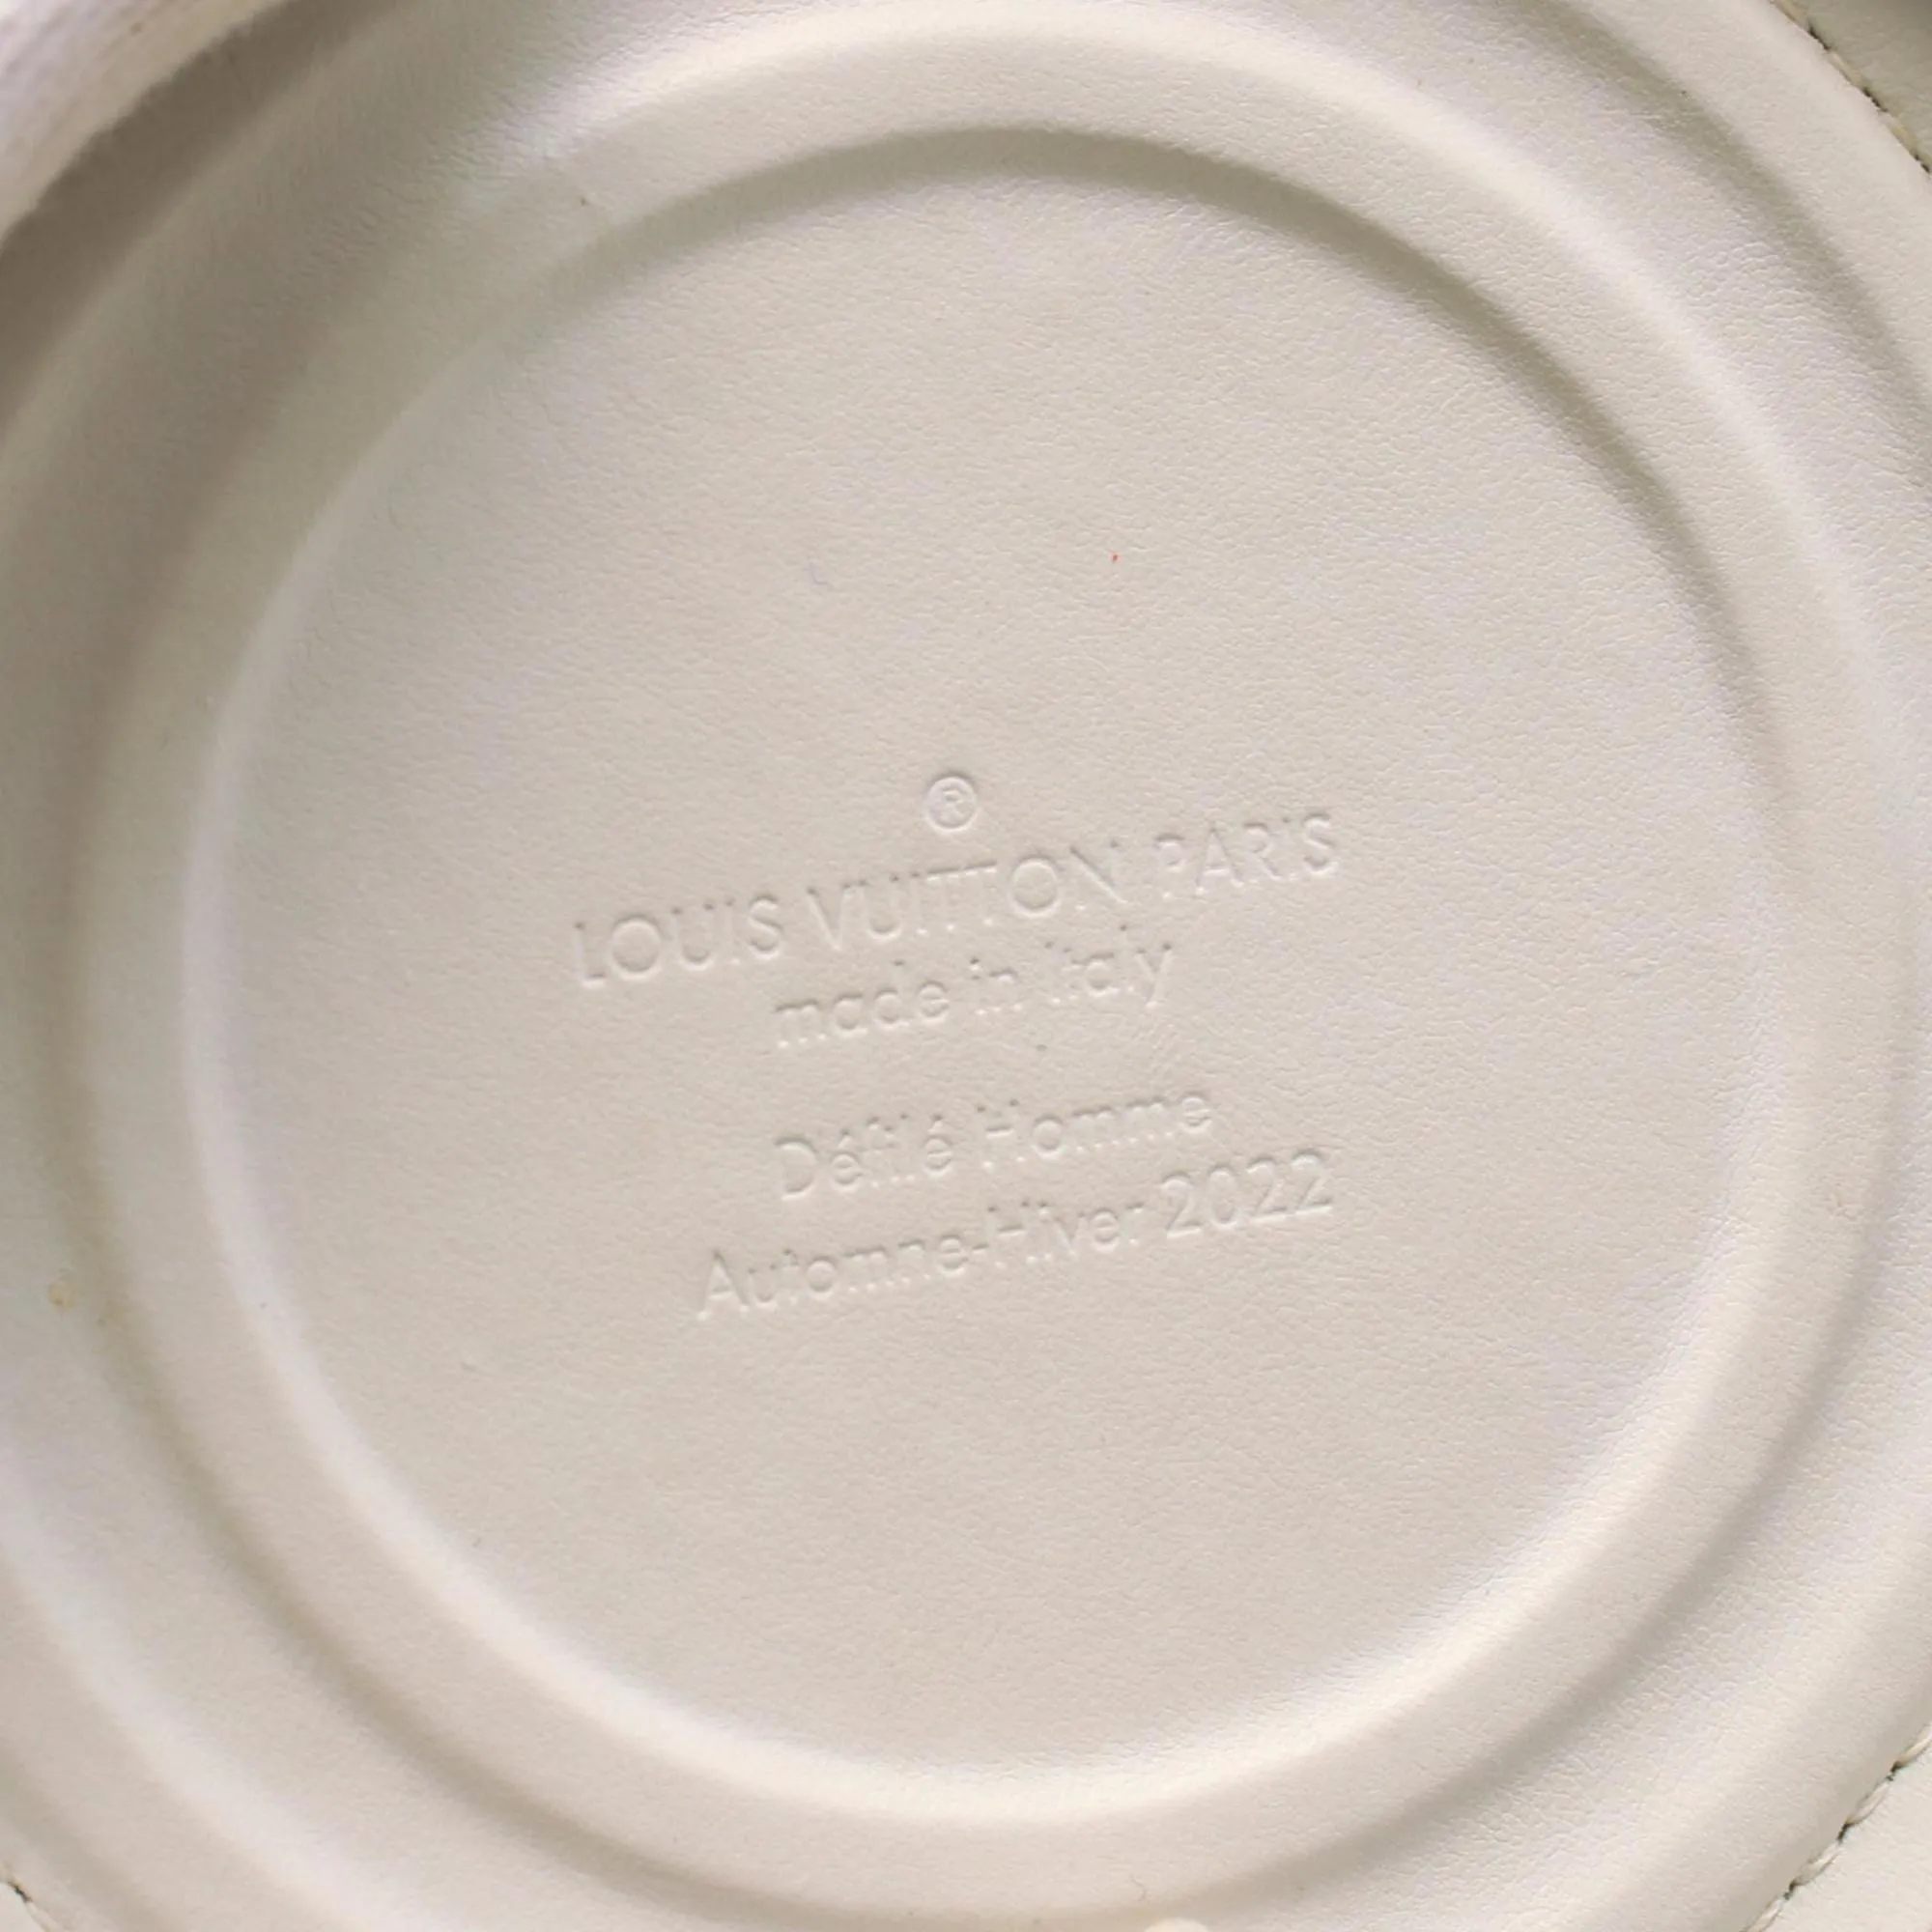 ®
LOUIS VUITTON PARIS
made in Italy
Défilé Homme
Automne-Hiver 2022